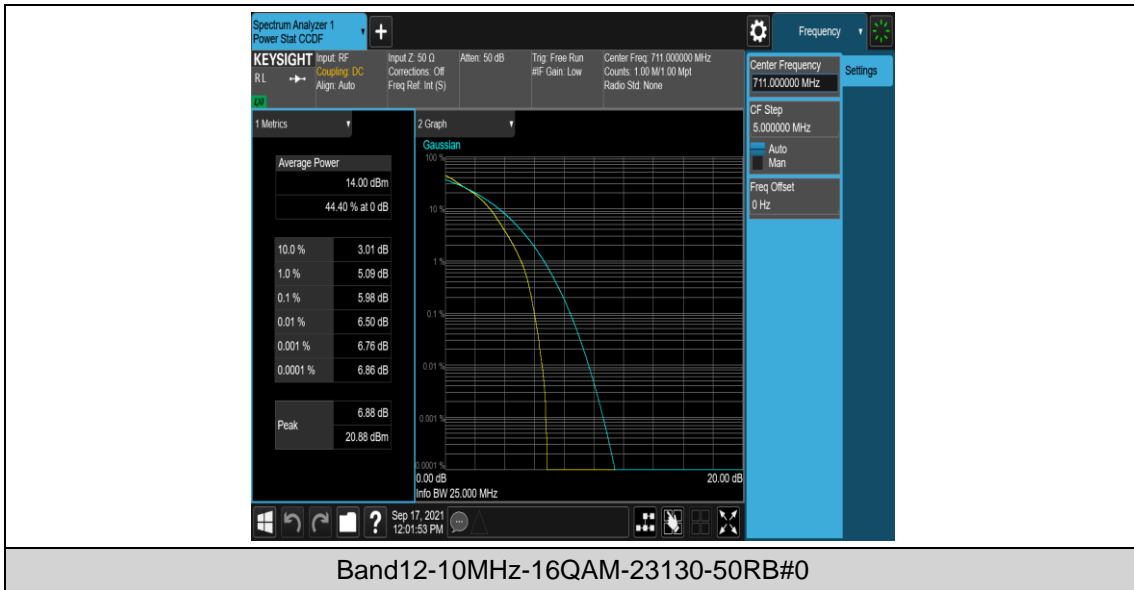 Spectrum Analyzer 1
Power Stat CCDF
+
Frequency
KEYSIGHT
RL
LXI
Input: RF
Coupling: DC
Align: Auto
Input Z: 50 Ω
Corrections: Off
Freq Ref: Int (S)
Atten: 50 dB
Trig: Free Run
#IF Gain: Low
Center Freq: 711.000000 MHz
Counts: 1.00 M/1.00 Mpt
Radio Std: None
Center Frequency
711.000000 MHz
Settings
CF Step
5.000000 MHz
Auto
Man
Freq Offset
0 Hz
1 Metrics
Average Power
14.00 dBm
44.40 % at 0 dB
10.0 % 3.01 dB
1.0 % 5.09 dB
0.1 % 5.98 dB
0.01 % 6.50 dB
0.001 % 6.76 dB
0.0001 % 6.86 dB
Peak
6.88 dB
20.88 dBm
2 Graph
Gaussian
100 %
10 %
1 %
0.1 %
0.01 %
0.001 %
0.0001 %
0.00 dB 20.00 dB
Info BW 25.000 MHz
?
Sep 17, 2021
12:01:53 PM
Band12-10MHz-16QAM-23130-50RB#0